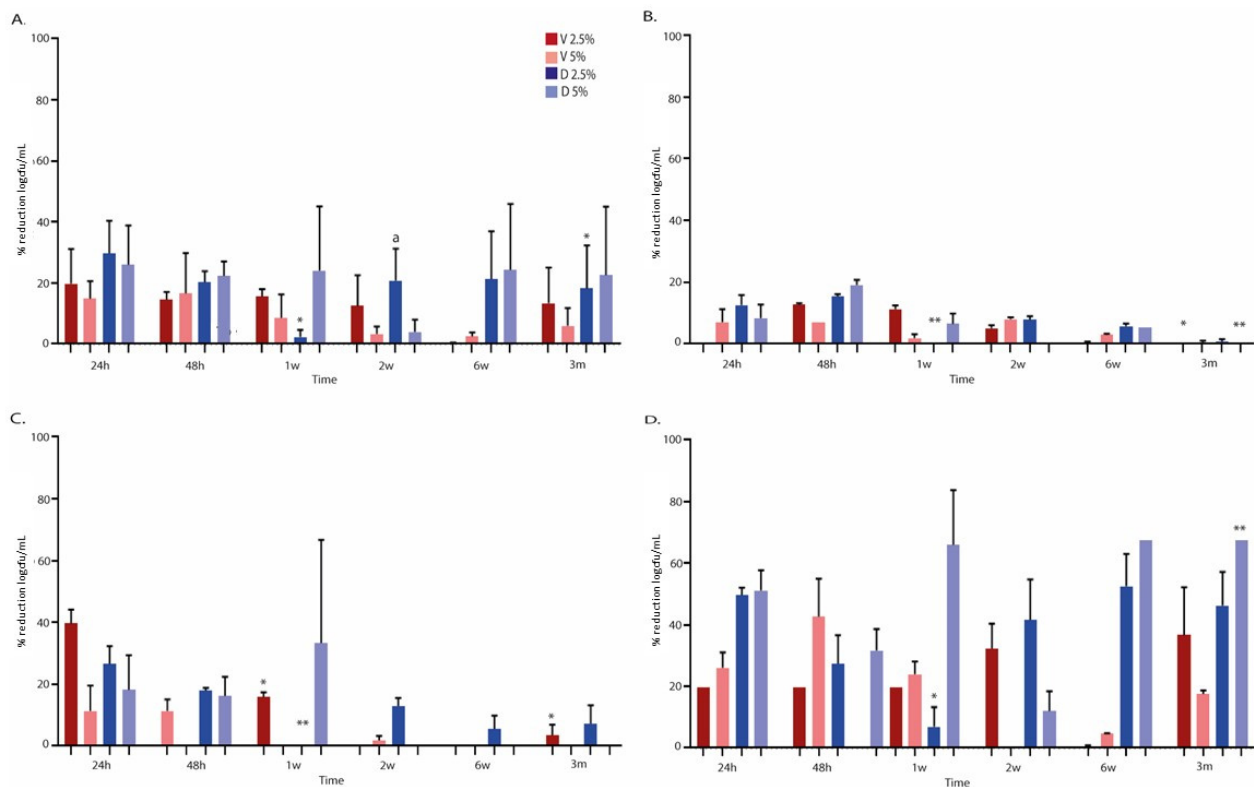 A.
% reduction logcfu/mL
100
80
60
40
20
0
V 2.5%
V 5%
D 2.5%
D 5%
*
a
*
24h 48h 1w 2w 6w 3m
Time
B.
% reduction logcfu/mL
100
80
60
40
20
0
**
*
**
24h 48h 1w 2w 6w 3m
Time
C.
% reduction logcfu/mL
100
80
60
40
20
0
*
**
*
24h 48h 1w 2w 6w 3m
Time
D.
% reduction logcfu/mL
100
80
60
40
20
0
*
**
24h 48h 1w 2w 6w 3m
Time